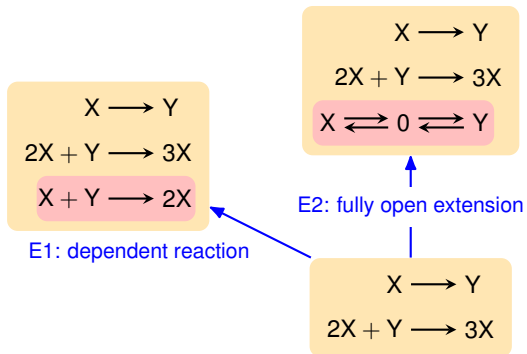 X ⟶ Y
2X + Y ⟶ 3X
X ⇄ 0 ⇄ Y
X ⟶ Y
2X + Y ⟶ 3X
X + Y ⟶ 2X
E2: fully open extension
E1: dependent reaction
X ⟶ Y
2X + Y ⟶ 3X